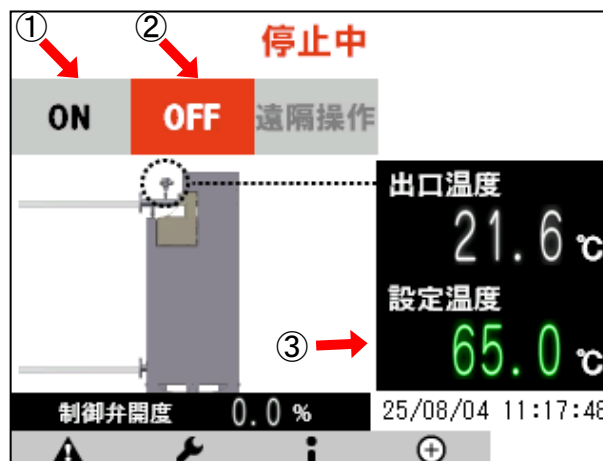 ① ②
停止中
ON OFF 遠隔操作
出口温度
21.6 ℃
設定温度
③ 65.0 ℃
制御弁開度 0.0 % 25/08/04 11:17:48